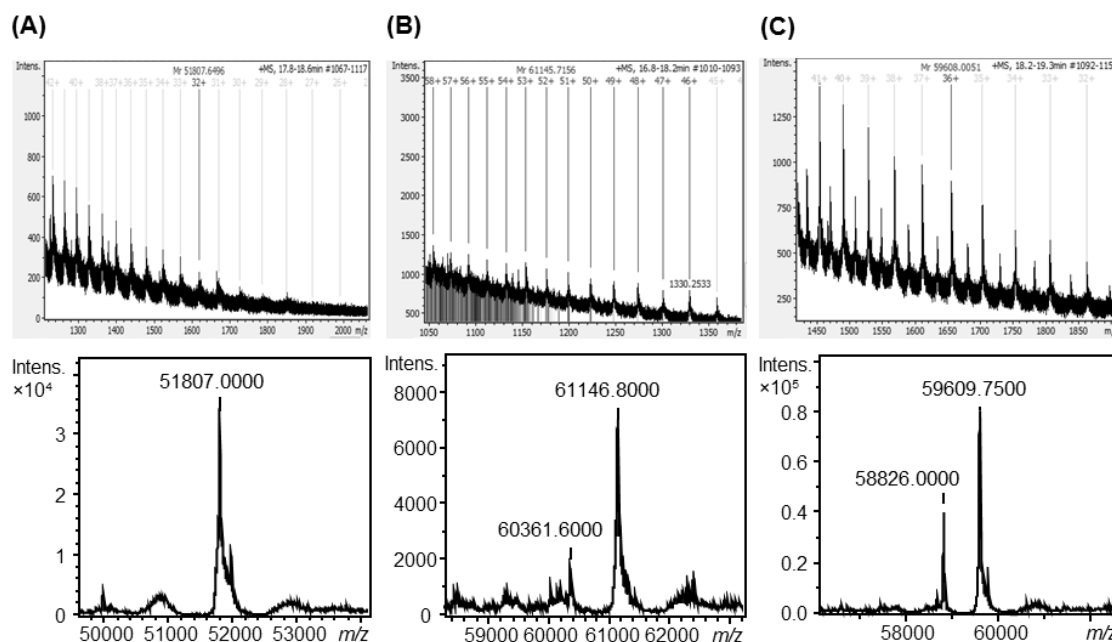 (A)
(B)
(C)
Intens.
Mr 51807.6496
+MS, 17.8-18.6min #1067-1117
42+ 40+ 38+ 37+ 36+ 35+ 34+ 33+ 32+ 31+ 30+ 29+ 28+ 27+ 26+
1000
800
600
400
200
0
1300 1400 1500 1600 1700 1800 1900 2000 m/z
Intens.
Mr 61145.7156
+MS, 16.8-18.2min #1010-1093
58+ 57+ 56+ 55+ 54+ 53+ 52+ 51+ 50+ 49+ 48+ 47+ 46+ 45+
3500
3000
2500
2000
1500
1000
500
1330.2533
1050 1100 1150 1200 1250 1300 1350 m/z
Intens.
Mr 59608.0051
+MS, 18.2-19.3min #1092-115
41+ 40+ 39+ 38+ 37+ 36+ 35+ 34+ 33+ 32+
1500
1250
1000
750
500
250
1450 1500 1550 1600 1650 1700 1750 1800 1850
Intens.
×10⁴
51807.0000
3
2
1
0
50000 51000 52000 53000 m/z
Intens.
61146.8000
8000
6000
4000
60361.6000
2000
0
59000 60000 61000 62000 m/z
Intens.
×10⁵
59609.7500
0.8
0.6
58826.0000
0.4
0.2
0.0
58000 60000 m/z